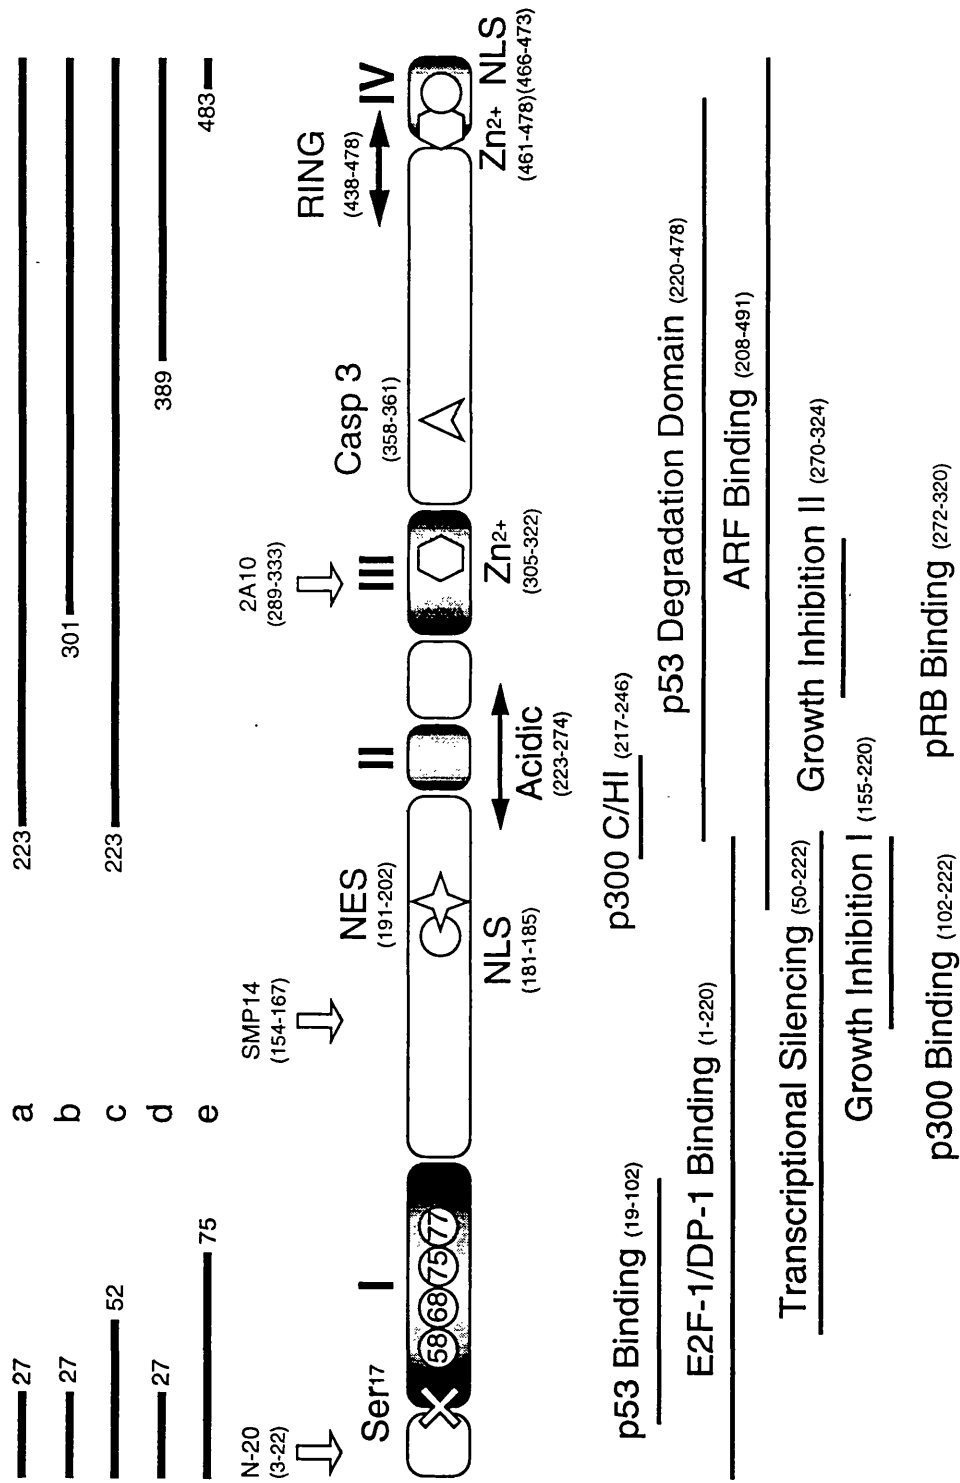 a
27
223
b
27
301
c
52
223
d
27
389
e
75
483
N-20
(3-22)
SMP14
(154-167)
2A10
(289-333)
Ser17
I
NES
(191-202)
II
III
Casp 3
(358-361)
RING
(438-478)
IV
58 68 75 77
NLS
(181-185)
Acidic
(223-274)
Zn2+
(305-322)
Zn2+
(461-478)
NLS
(466-473)
p53 Binding (19-102)
p300 C/HI (217-246)
p53 Degradation Domain (220-478)
E2F-1/DP-1 Binding (1-220)
ARF Binding (208-491)
Transcriptional Silencing (50-222)
Growth Inhibition II (270-324)
Growth Inhibition I (155-220)
p300 Binding (102-222)
pRB Binding (272-320)